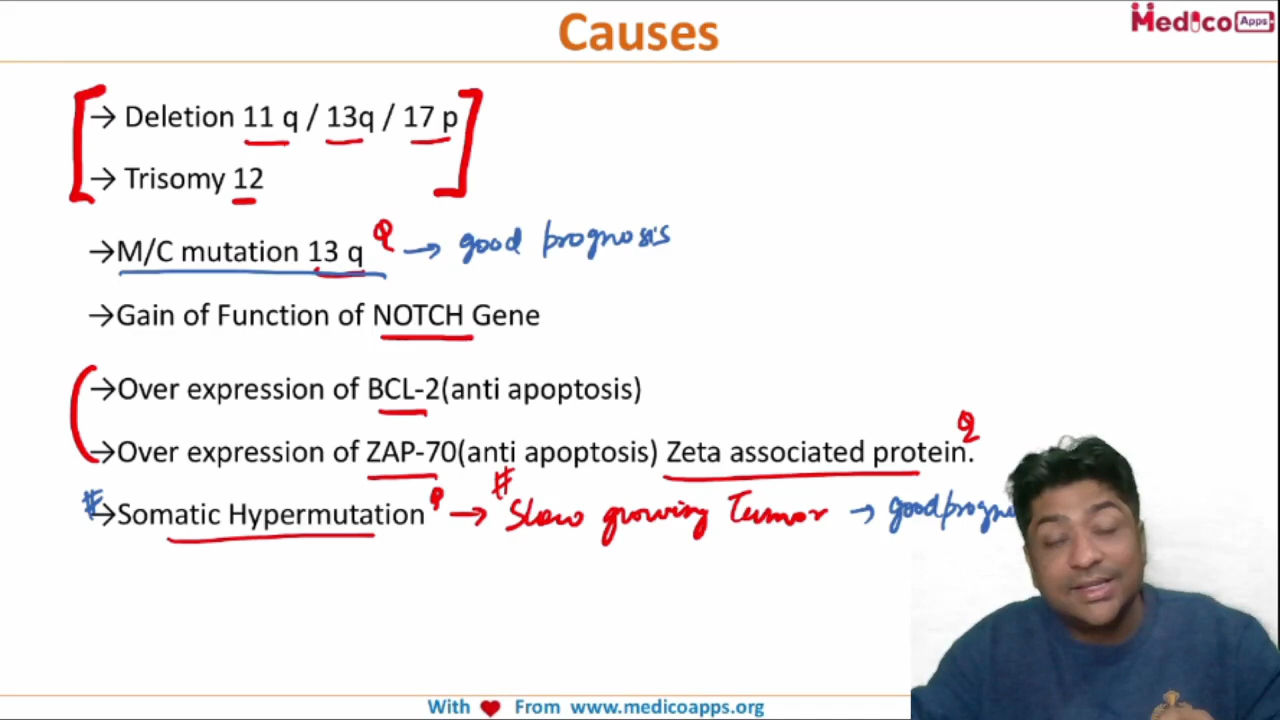 Causes
Medico Apps
→ Deletion 11 q / 13q / 17 p
→ Trisomy 12
→M/C mutation 13 q Q → good prognosis
→Gain of Function of NOTCH Gene
→Over expression of BCL-2(anti apoptosis)
→Over expression of ZAP-70(anti apoptosis) Zeta associated protein. Q
# →Somatic Hypermutation Q → # Slow growing Tumor →
With ❤ From www.medicoapps.org